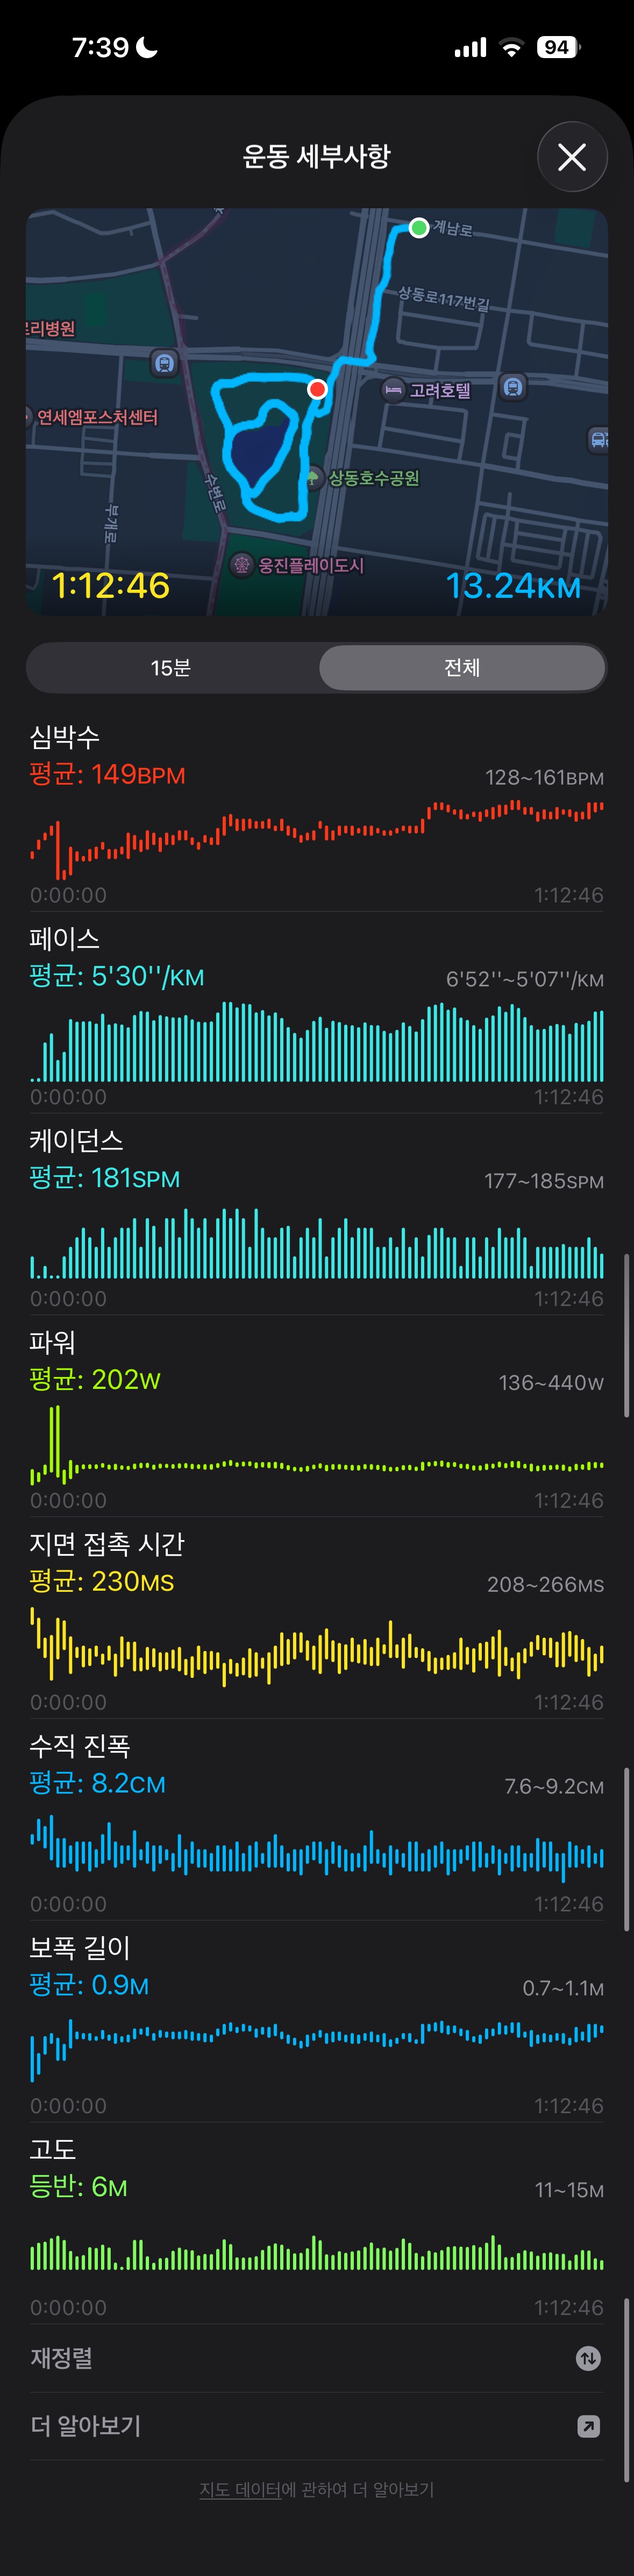 7:39
94
운동 세부사항
계남로
상동로117번길
리병원
고려호텔
연세엠포스처센터
수변로
상동호수공원
부개로
웅진플레이도시
1:12:46
13.24KM
15분
전체
심박수
평균: 149BPM
128~161BPM
0:00:00
1:12:46
페이스
평균: 5'30''/KM
6'52''~5'07''/KM
0:00:00
1:12:46
케이던스
평균: 181SPM
177~185SPM
0:00:00
1:12:46
파워
평균: 202W
136~440W
0:00:00
1:12:46
지면 접촉 시간
평균: 230MS
208~266MS
0:00:00
1:12:46
수직 진폭
평균: 8.2CM
7.6~9.2CM
0:00:00
1:12:46
보폭 길이
평균: 0.9M
0.7~1.1M
0:00:00
1:12:46
고도
등반: 6M
11~15M
0:00:00
1:12:46
재정렬
더 알아보기
지도 데이터에 관하여 더 알아보기